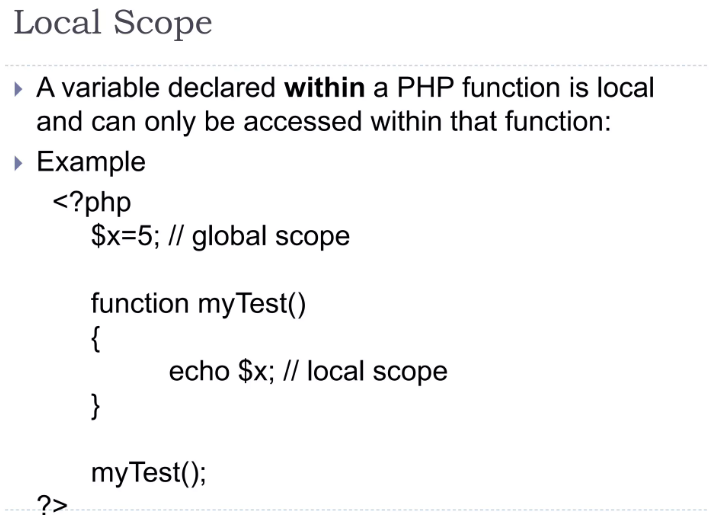 Local Scope
A variable declared within a PHP function is local
and can only be accessed within that function:
Example
<?php
$x=5; // global scope
function myTest()
{
echo $x; // local scope
}
myTest();
?>